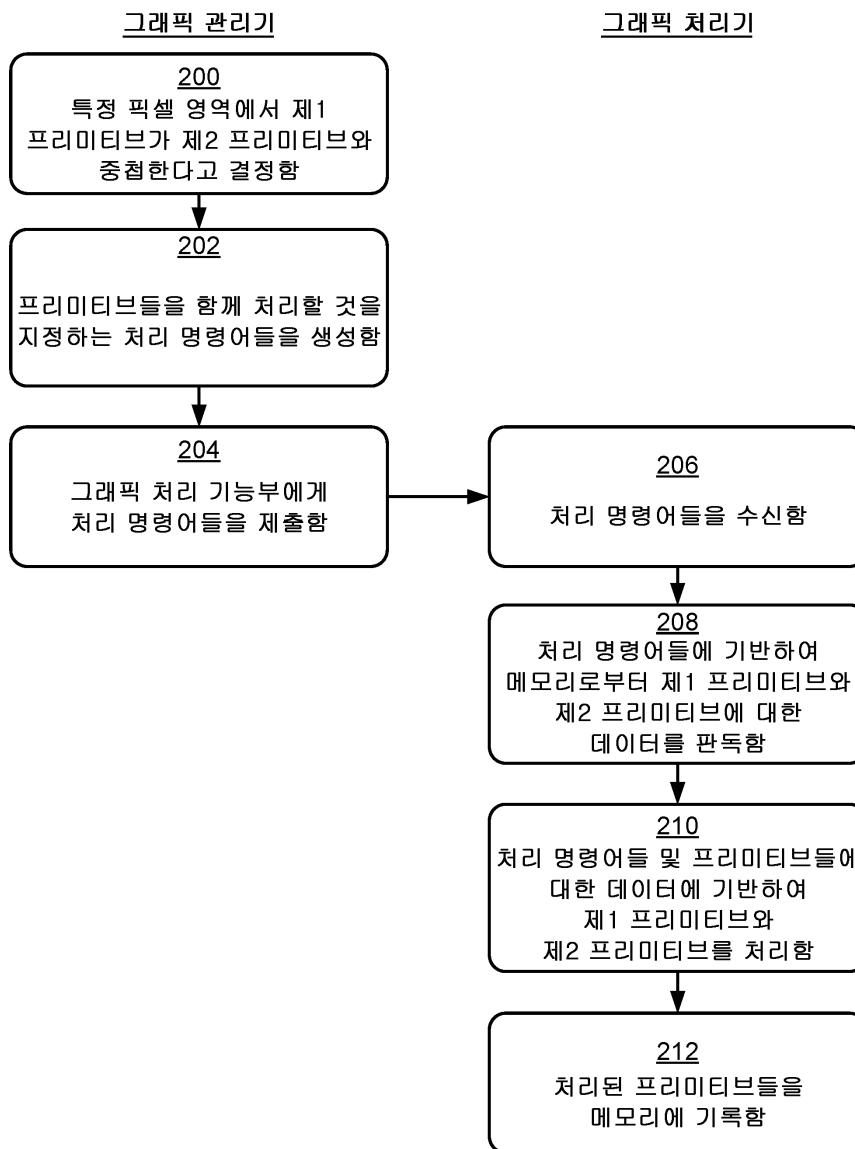 그래픽 관리기
200
특정 픽셀 영역에서 제1
프리미티브가 제2 프리미티브와
중첩한다고 결정함
202
프리미티브들을 함께 처리할 것을
지정하는 처리 명령어들을 생성함
204
그래픽 처리 기능부에게
처리 명령어들을 제출함
그래픽 처리기
206
처리 명령어들을 수신함
208
처리 명령어들에 기반하여
메모리로부터 제1 프리미티브와
제2 프리미티브에 대한
데이터를 판독함
210
처리 명령어들 및 프리미티브들에
대한 데이터에 기반하여
제1 프리미티브와
제2 프리미티브를 처리함
212
처리된 프리미티브들을
메모리에 기록함